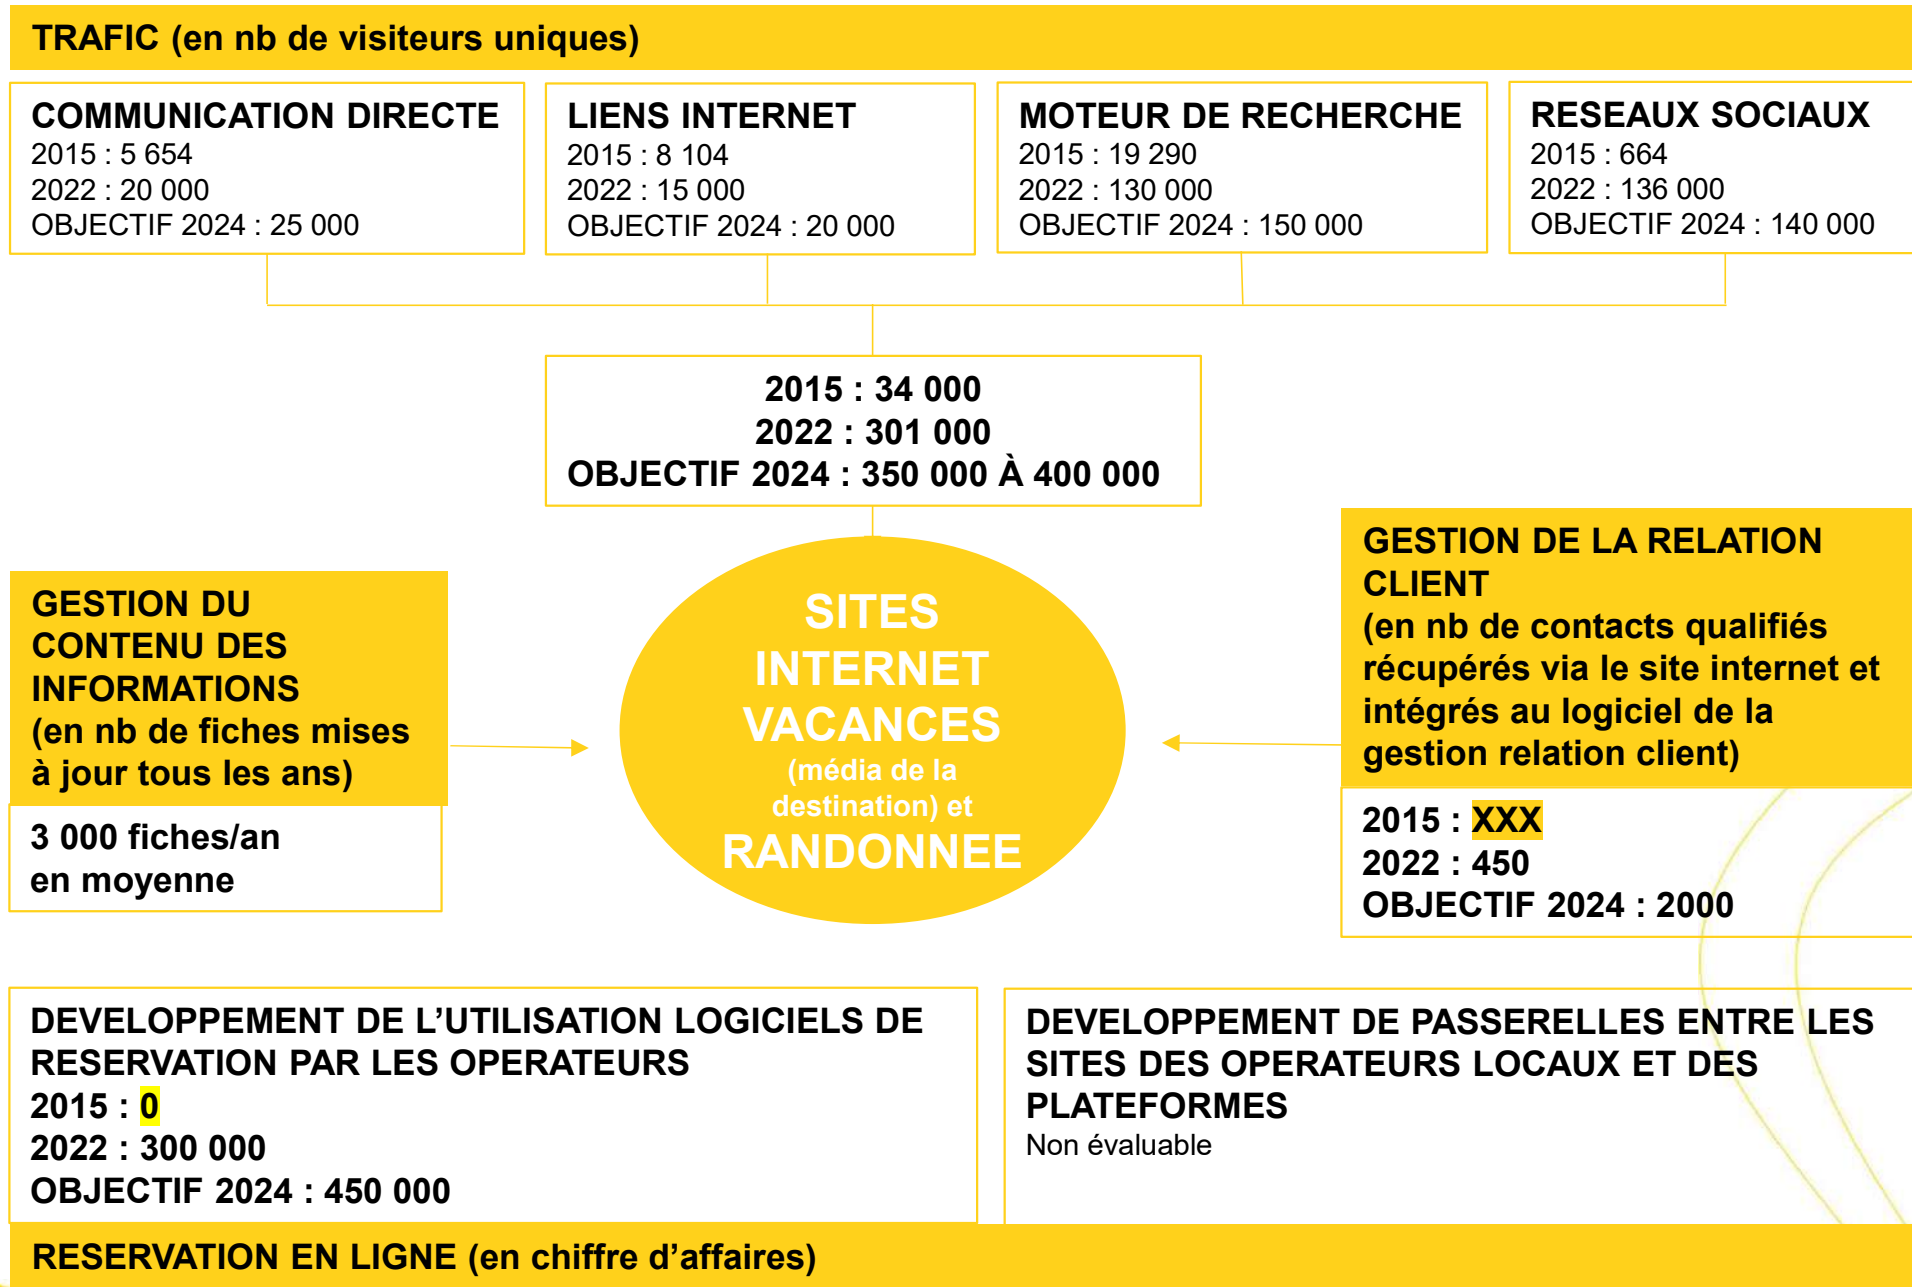 TRAFIC (en nb de visiteurs uniques)
COMMUNICATION DIRECTE
2015 : 5 654
2022 : 20 000
OBJECTIF 2024 : 25 000
LIENS INTERNET
2015 : 8 104
2022 : 15 000
OBJECTIF 2024 : 20 000
MOTEUR DE RECHERCHE
2015 : 19 290
2022 : 130 000
OBJECTIF 2024 : 150 000
RESEAUX SOCIAUX
2015 : 664
2022 : 136 000
OBJECTIF 2024 : 140 000
2015 : 34 000
2022 : 301 000
OBJECTIF 2024 : 350 000 À 400 000
GESTION DU
CONTENU DES
INFORMATIONS
(en nb de fiches mises
à jour tous les ans)
3 000 fiches/an
en moyenne
SITES
INTERNET
VACANCES
(média de la
destination) et
RANDONNEE
GESTION DE LA RELATION
CLIENT
(en nb de contacts qualifiés
récupérés via le site internet et
intégrés au logiciel de la
gestion relation client)
2015 : XXX
2022 : 450
OBJECTIF 2024 : 2000
DEVELOPPEMENT DE L’UTILISATION LOGICIELS DE
RESERVATION PAR LES OPERATEURS
2015 : 0
2022 : 300 000
OBJECTIF 2024 : 450 000
DEVELOPPEMENT DE PASSERELLES ENTRE LES
SITES DES OPERATEURS LOCAUX ET DES
PLATEFORMES
Non évaluable
RESERVATION EN LIGNE (en chiffre d’affaires)